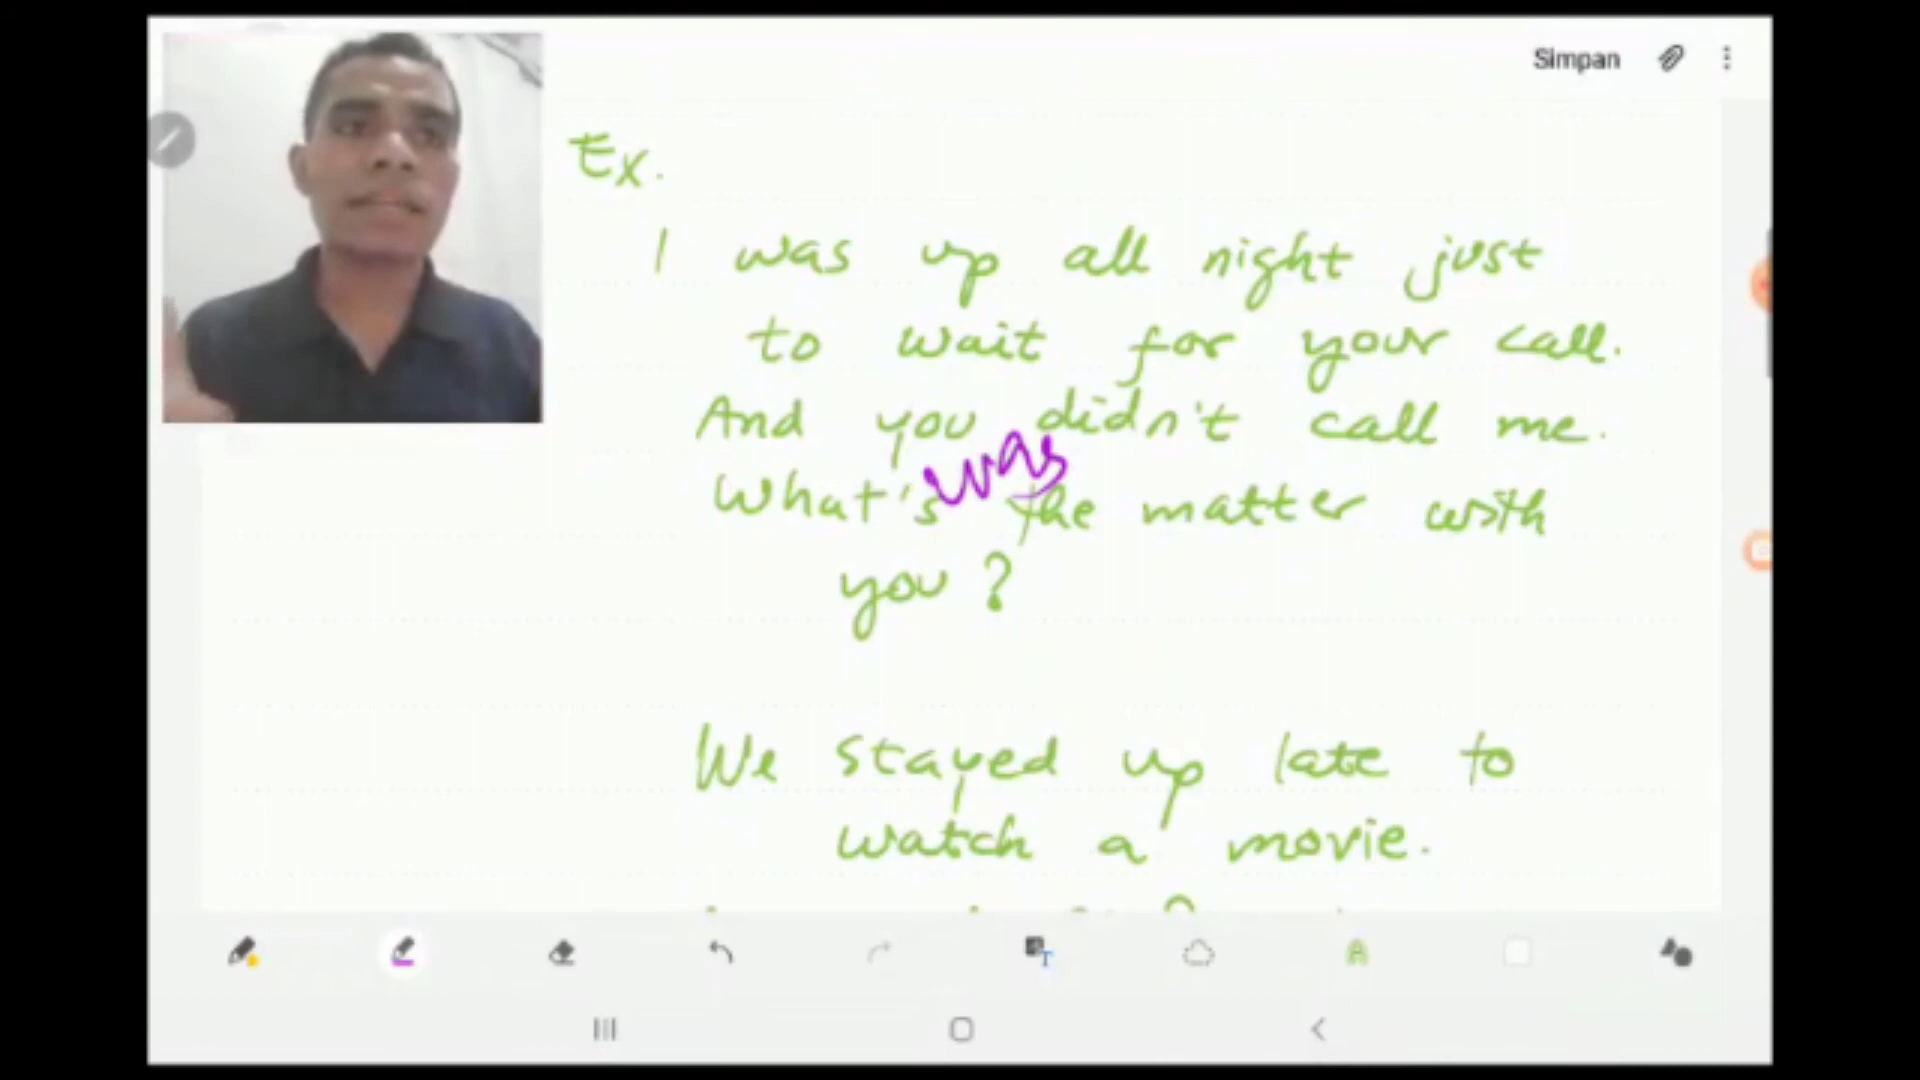 Simpan
Ex.
I was up all night just
to wait for your call.
And you didn't call me.
was
What's the matter with
you?
We stayed up late to
watch a movie.